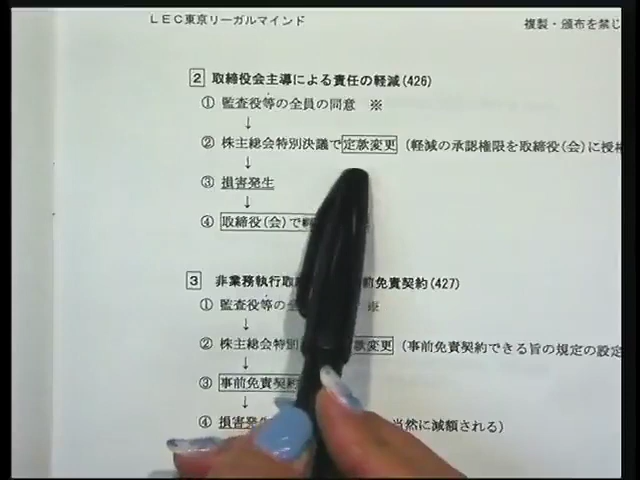 LEC東京リーガルマインド
複製・頒布を禁じ
2 取締役会主導による責任の軽減(426)
① 監査役等の全員の同意 ※
↓
② 株主総会特別決議で定款変更(軽減の承認権限を取締役(会)に授権
↓
③ 損害発生
↓
④ 取締役(会)で
3 非業務執行取 前免責契約(427)
① 監査役等の全 ※
↓
② 株主総会特別 款変更(事前免責契約できる旨の規定の設定
↓
③ 事前免責契約
↓
④ 損害発生 当然に減額される)